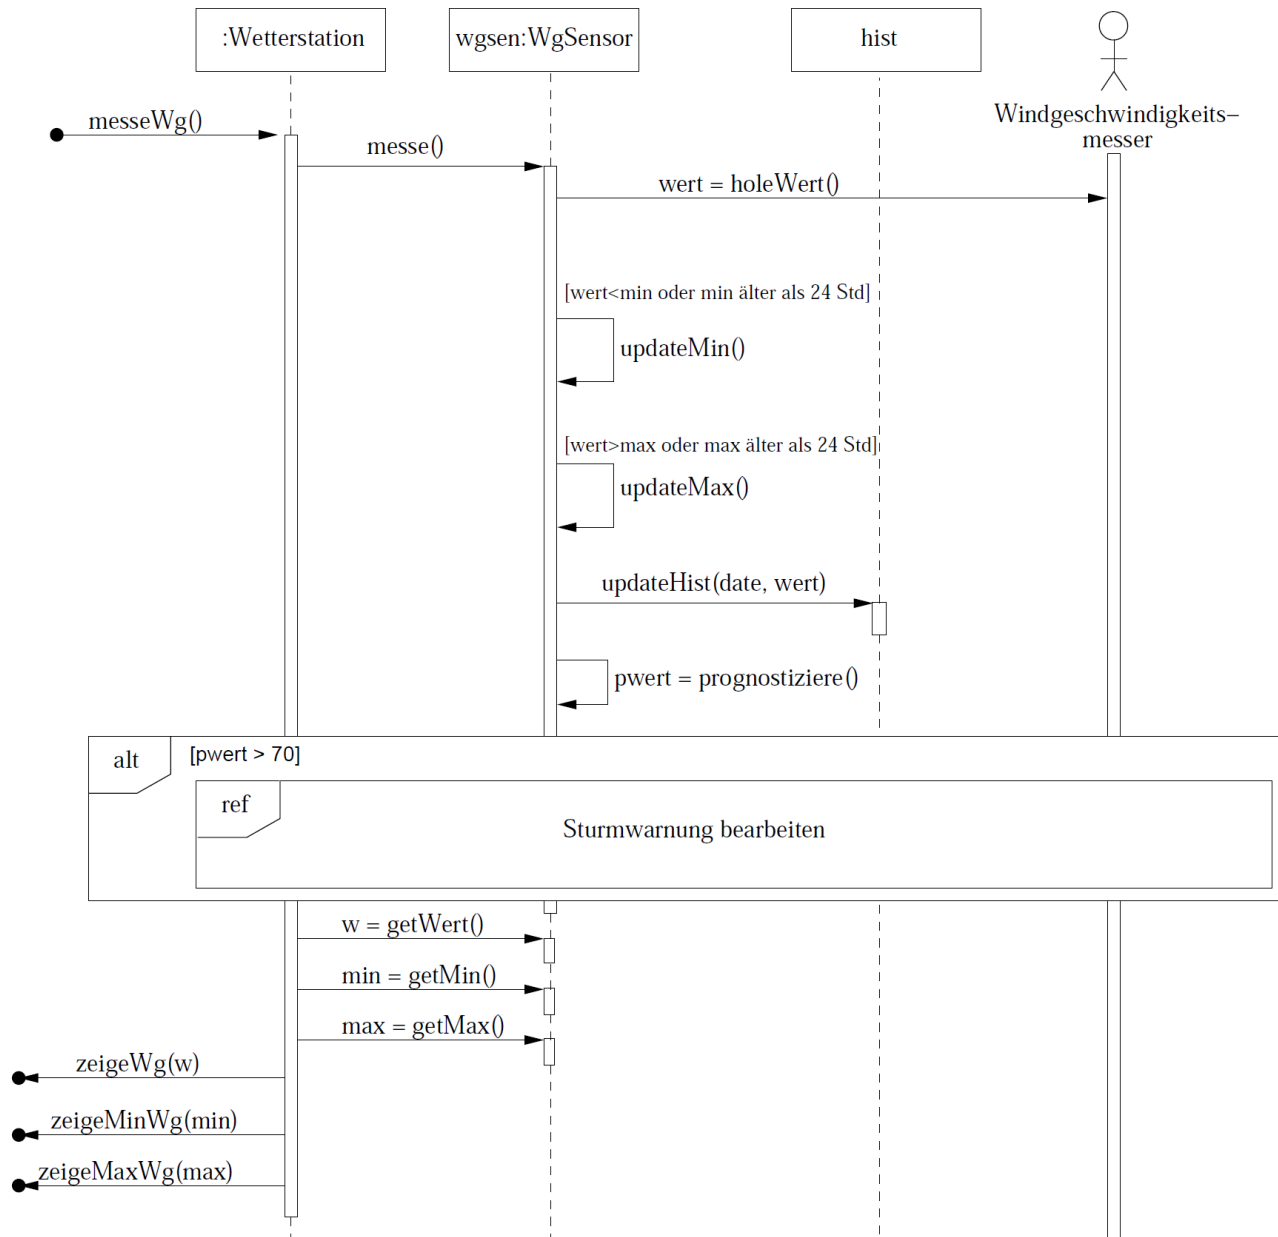 :Wetterstation
wgsen:WgSensor
hist
Windgeschwindigkeits–
messer
messeWg()
messe()
wert = holeWert()
[wert<min oder min älter als 24 Std]
updateMin()
[wert>max oder max älter als 24 Std]
updateMax()
updateHist(date, wert)
pwert = prognostiziere()
alt
[pwert > 70]
ref
Sturmwarnung bearbeiten
w = getWert()
min = getMin()
max = getMax()
zeigeWg(w)
zeigeMinWg(min)
zeigeMaxWg(max)